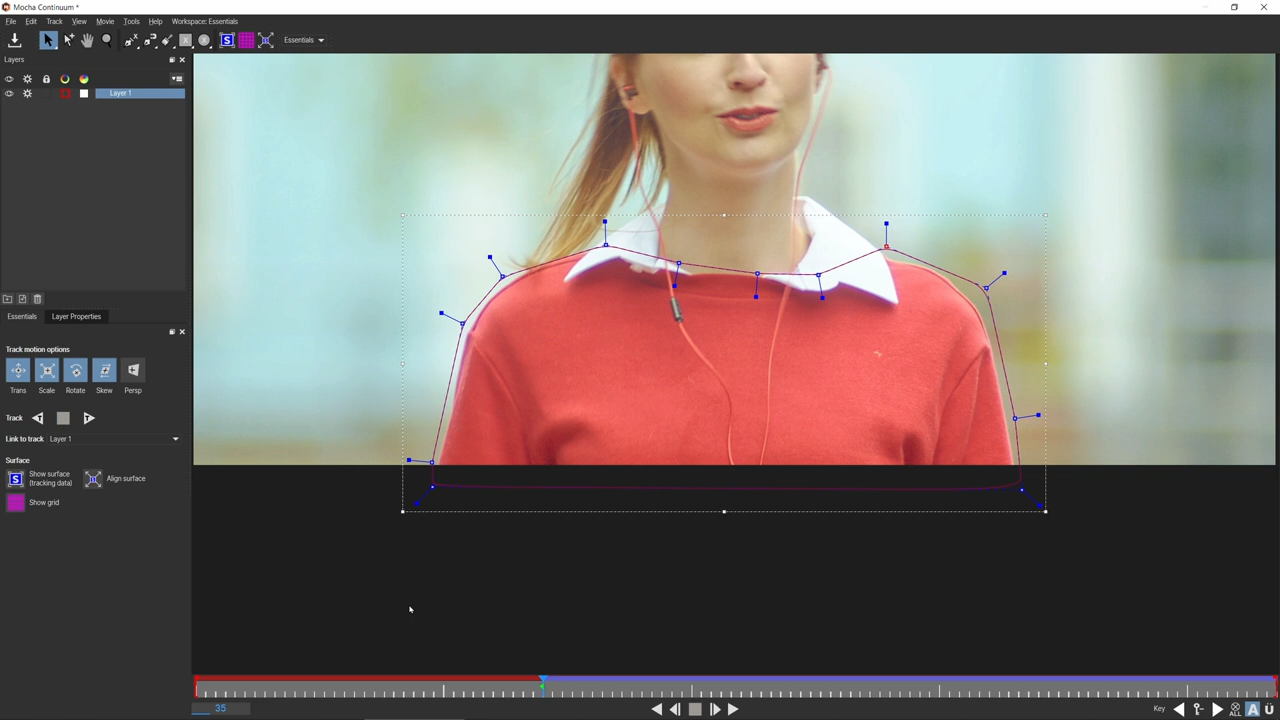 Mocha Continuum *
File Edit Track View Movie Tools Help Workspace: Essentials
S Essentials
Layers
Layer 1
Essentials Layer Properties
Track motion options
Trans Scale Rotate Skew Persp
Track
Link to track Layer 1
Surface
S Show surface (tracking data) Align surface
Show grid
35 Key ALL A Ü